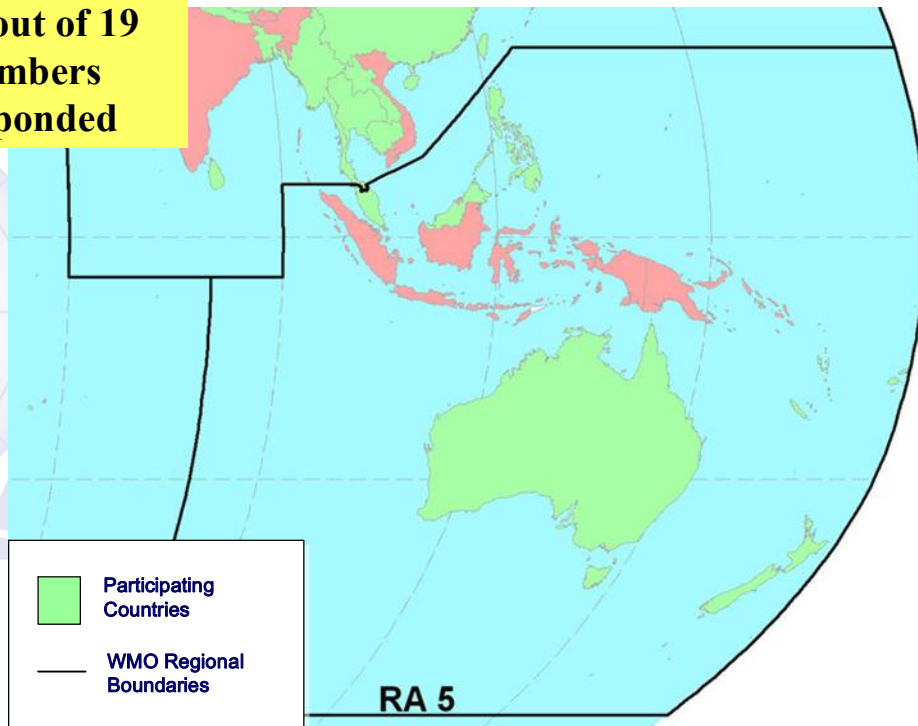 out of 19
mbers
ponded
Participating
Countries
WMO Regional
Boundaries
RA 5